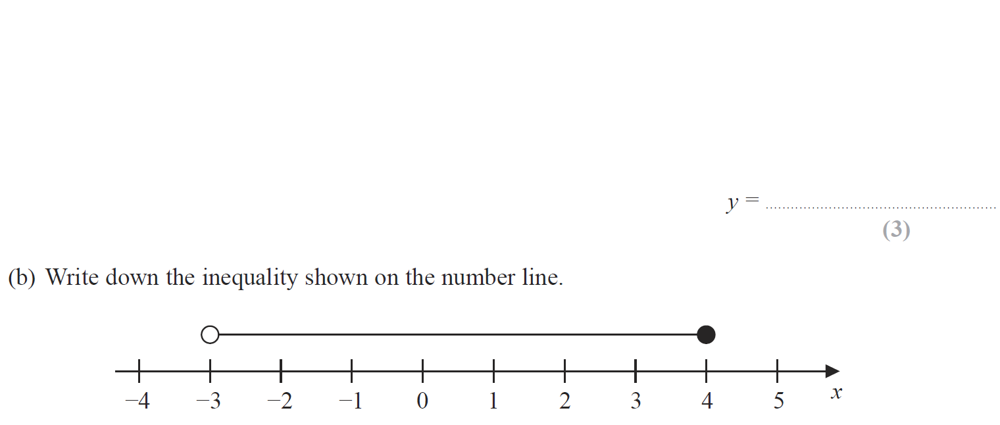 y = ........................................................
(3)
(b) Write down the inequality shown on the number line.
–4 –3 –2 –1 0 1 2 3 4 5 x